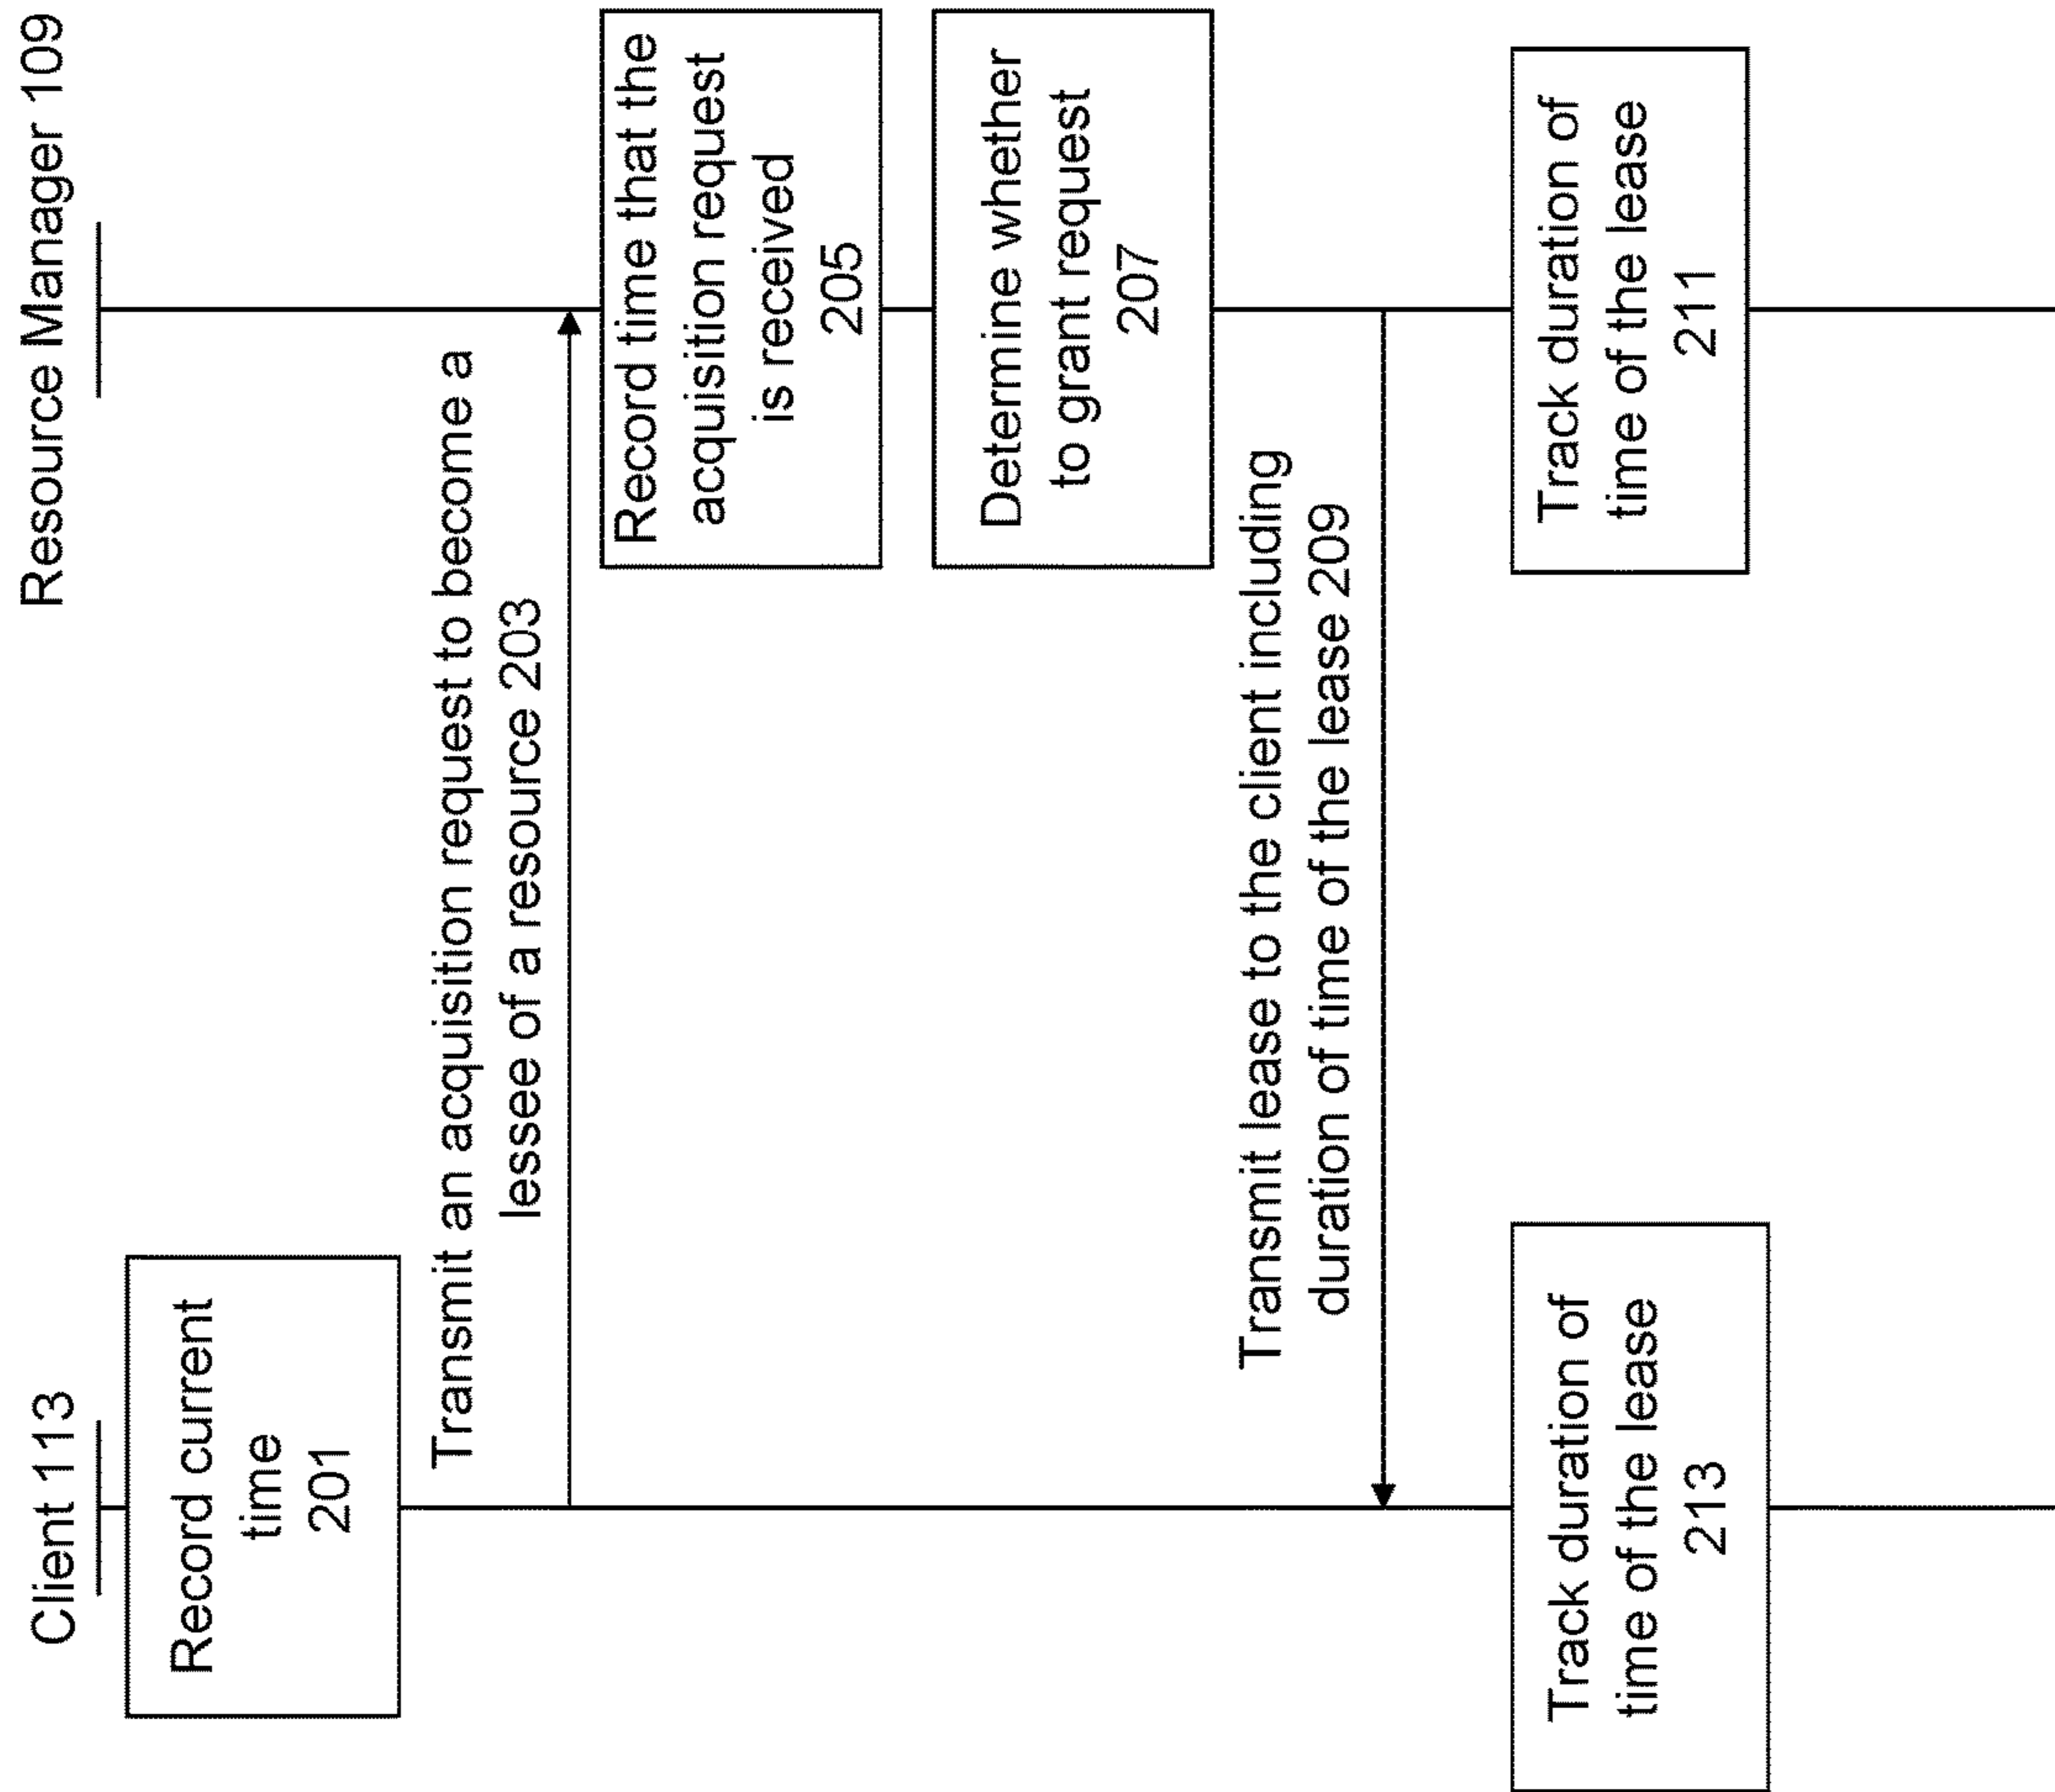 Client 113
Resource Manager 109
Record current
time
201
Transmit an acquisition request to become a
lessee of a resource 203
Record time that the
acquisition request
is received
205
Determine whether
to grant request
207
Transmit lease to the client including
duration of time of the lease 209
Track duration of
time of the lease
211
Track duration of
time of the lease
213